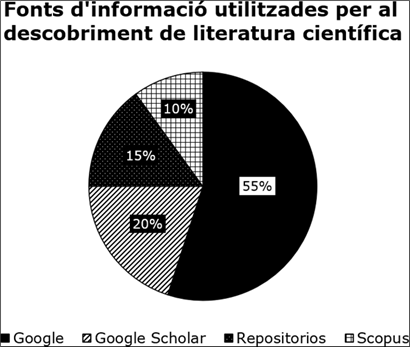 Fonts d'informació utilitzades per al
descobriment de literatura científica
10%
15%
55%
20%
Google Google Scholar Repositorios Scopus